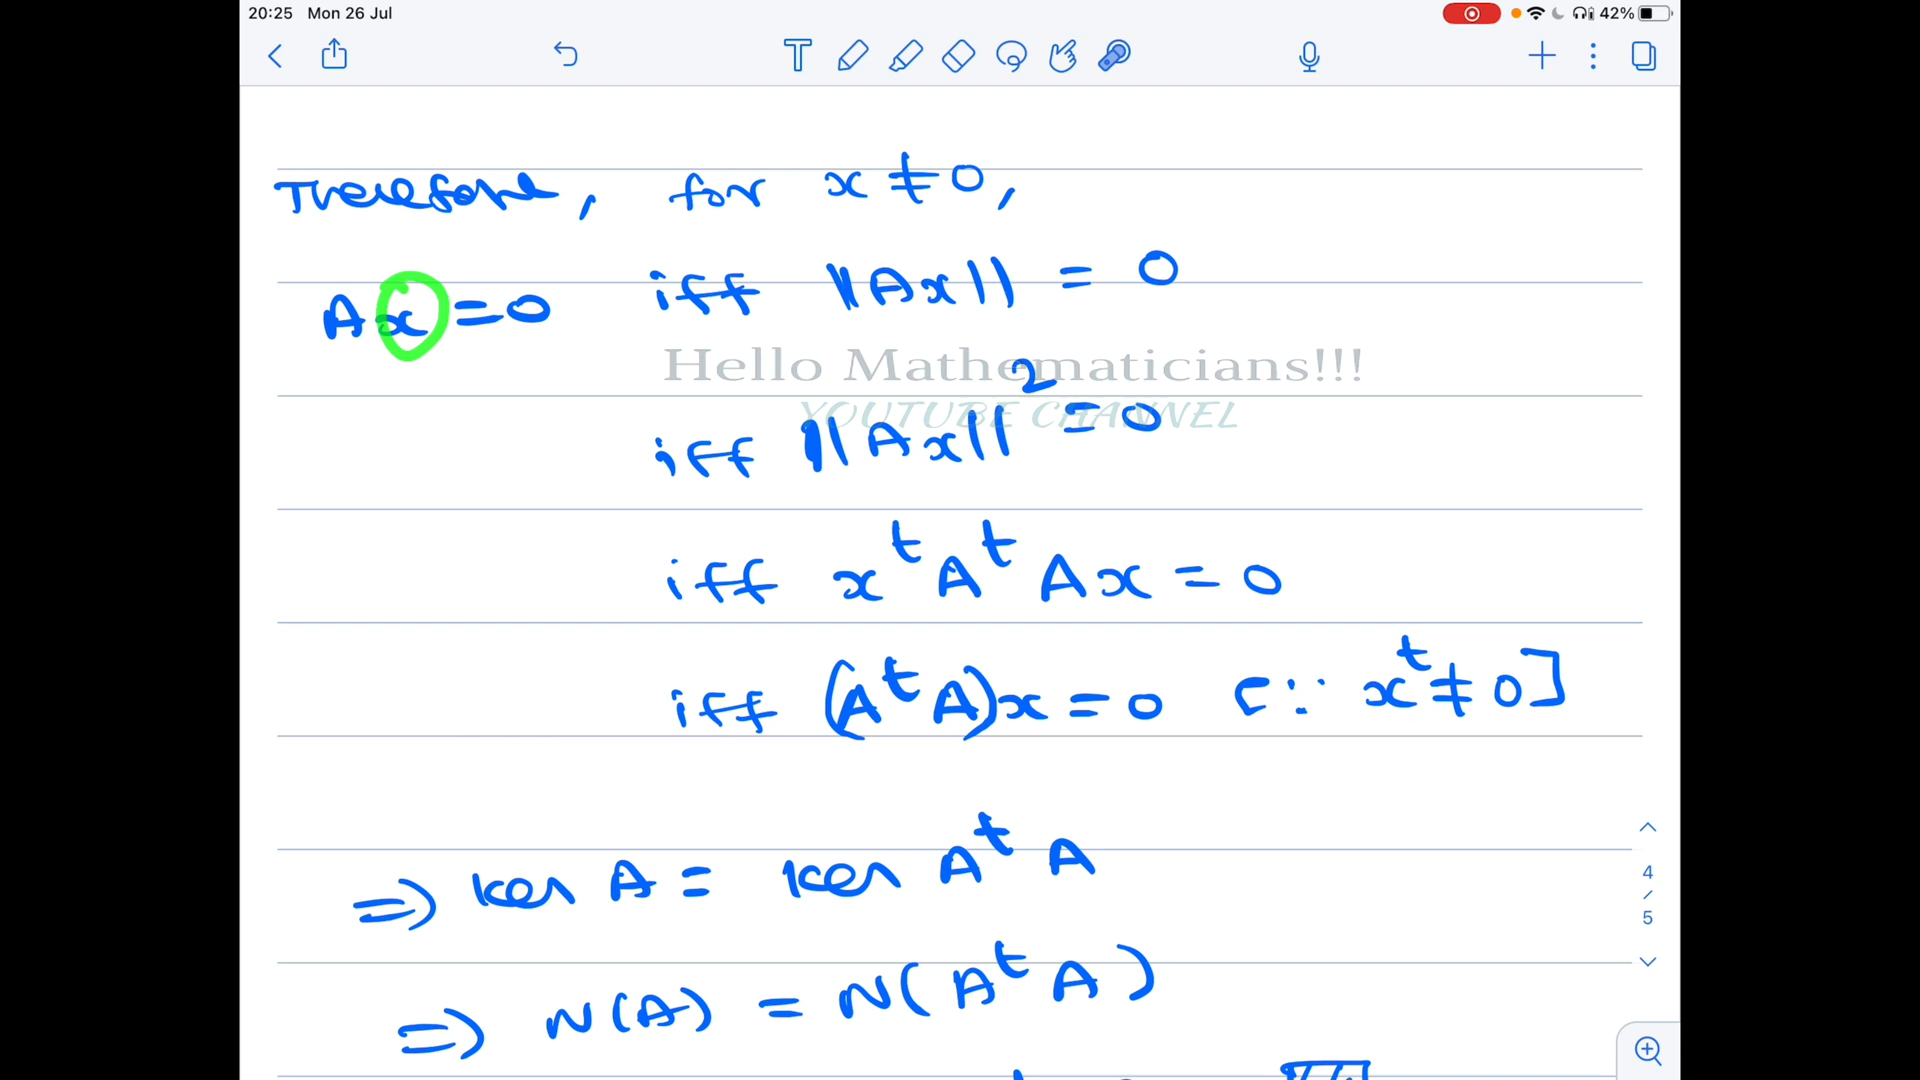 20:25 Mon 26 Jul 42%
Therefore, for x ≠ 0,
Ax = 0 iff ||Ax|| = 0
Hello Mathematicians!!!
YOUTUBE CHANNEL
iff ||Ax||² = 0
iff xᵗAᵗAx = 0
iff (AᵗA)x = 0 [∵ xᵗ ≠ 0]
⇒ ker A = ker Aᵗ A
4
/
5
⇒ N(A) = N(AᵗA)